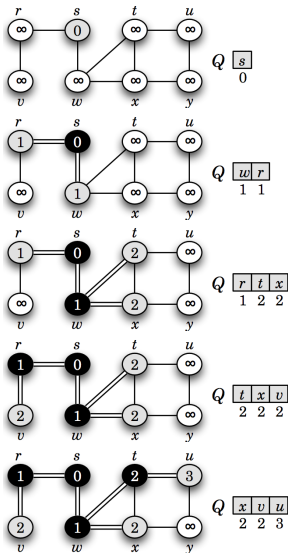 r s t u
∞ 0 ∞ ∞
Q s
0
∞ ∞ ∞ ∞
v w x y
r s t u
1 0 ∞ ∞
Q w r
1 1
∞ 1 ∞ ∞
v w x y
r s t u
1 0 2 ∞
Q r t x
1 2 2
∞ 1 2 ∞
v w x y
r s t u
1 0 2 ∞
Q t x v
2 2 2
2 1 2 ∞
v w x y
r s t u
1 0 2 3
Q x v u
2 2 3
2 1 2 ∞
v w x y